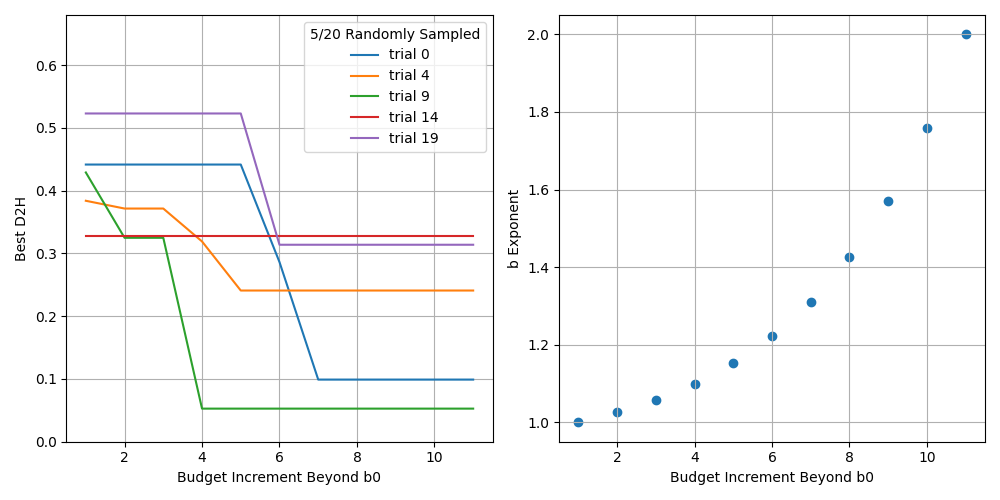 5/20 Randomly Sampled
trial 0
trial 4
trial 9
trial 14
trial 19
Best D2H
0.6
0.5
0.4
0.3
0.2
0.1
0.0
2 4 6 8 10
Budget Increment Beyond b0
b Exponent
2.0
1.8
1.6
1.4
1.2
1.0
2 4 6 8 10
Budget Increment Beyond b0